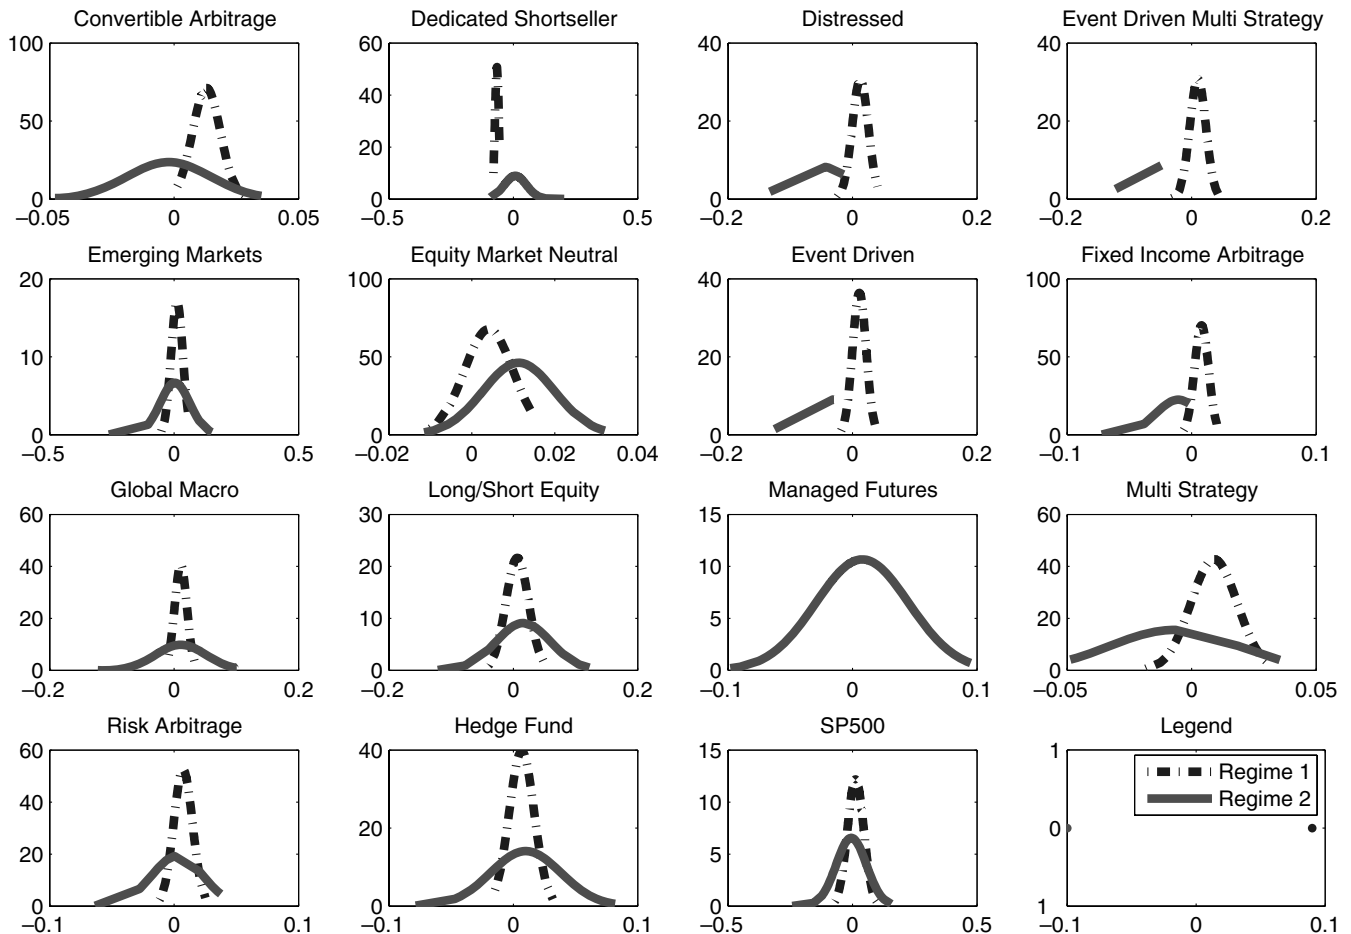 Convertible Arbitrage
100
50
0
−0.05 0 0.05
Dedicated Shortseller
60
40
20
0
−0.5 0 0.5
Distressed
40
20
0
−0.2 0 0.2
Event Driven Multi Strategy
40
20
0
−0.2 0 0.2
Emerging Markets
20
10
0
−0.5 0 0.5
Equity Market Neutral
100
50
0
−0.02 0 0.02 0.04
Event Driven
40
20
0
−0.2 0 0.2
Fixed Income Arbitrage
100
50
0
−0.1 0 0.1
Global Macro
60
40
20
0
−0.2 0 0.2
Long/Short Equity
30
20
10
0
−0.2 0 0.2
Managed Futures
15
10
5
0
−0.1 0 0.1
Multi Strategy
60
40
20
0
−0.05 0 0.05
Risk Arbitrage
60
40
20
0
−0.1 0 0.1
Hedge Fund
40
20
0
−0.1 0 0.1
SP500
15
10
5
0
−0.5 0 0.5
Legend
1
0
1
−0.1 0 0.1
Regime 1
Regime 2